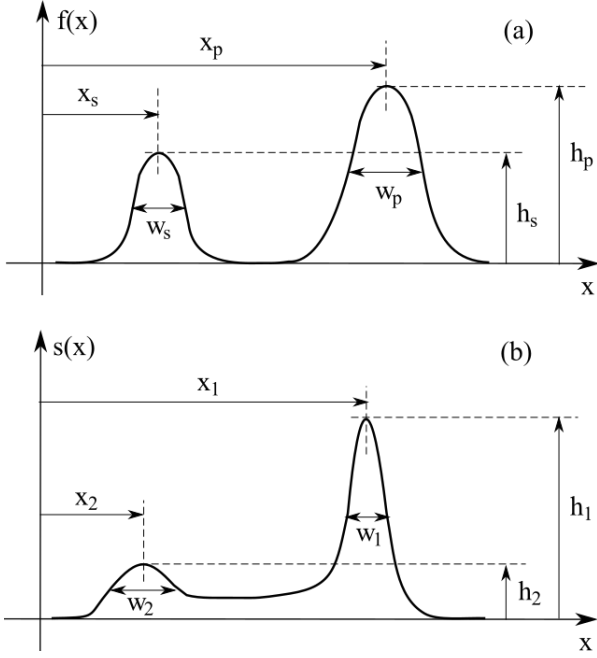 f(x)
(a)
x_p
x_s
h_p
w_p
h_s
w_s
x
s(x)
(b)
x_1
x_2
h_1
w_1
h_2
w_2
x